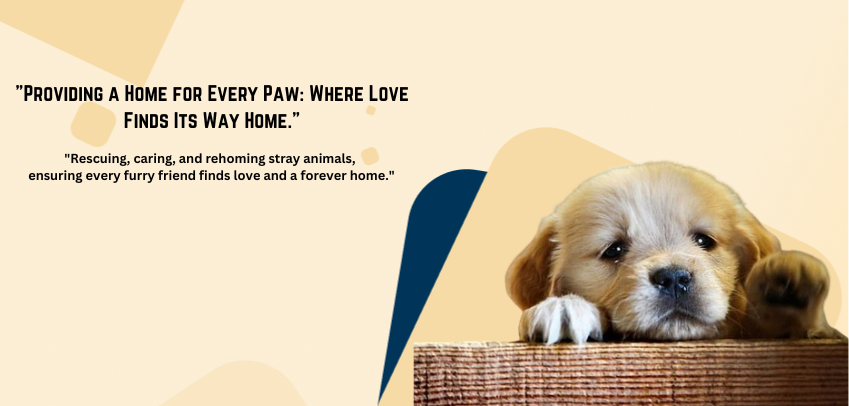 "Providing a Home for Every Paw: Where Love
Finds Its Way Home."
"Rescuing, caring, and rehoming stray animals,
ensuring every furry friend finds love and a forever home."